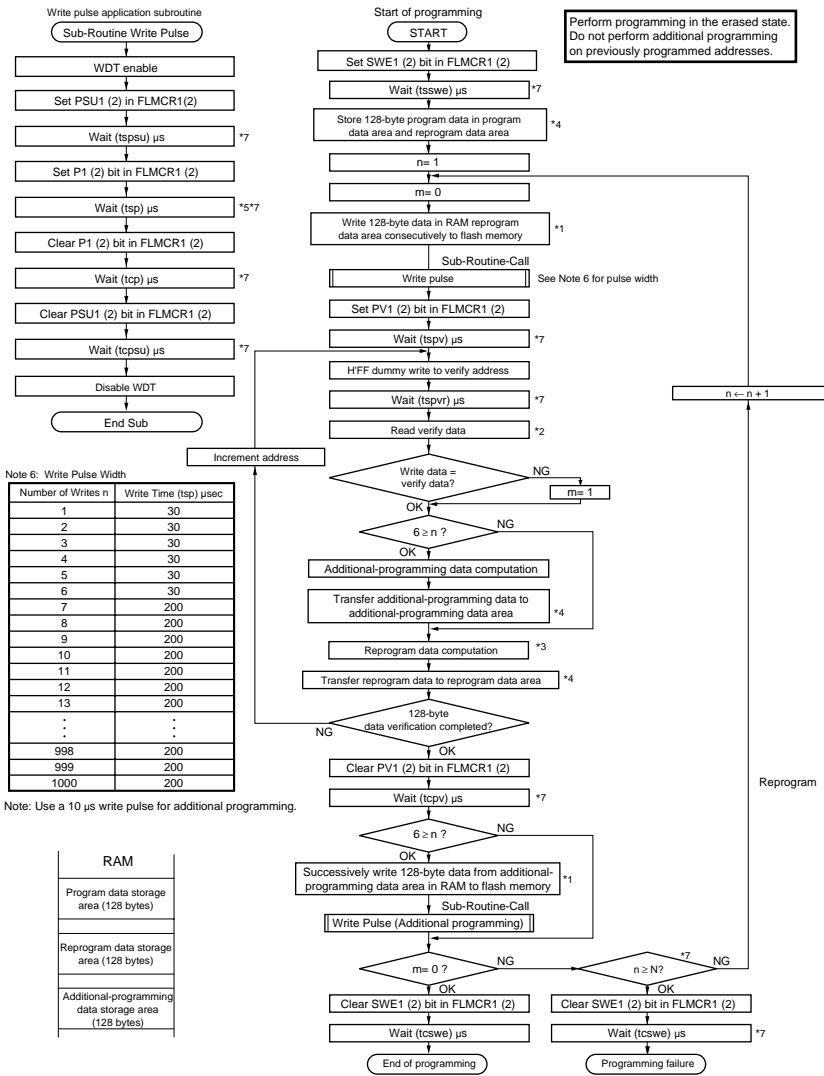 Write pulse application subroutine
Sub-Routine Write Pulse
WDT enable
Set PSU1 (2) in FLMCR1(2)
Wait (tspsu) µs
*7
Set P1 (2) bit in FLMCR1 (2)
Wait (tsp) µs
*5*7
Clear P1 (2) bit in FLMCR1 (2)
Wait (tcp) µs
*7
Clear PSU1 (2) bit in FLMCR1 (2)
Wait (tcpsu) µs
*7
Disable WDT
End Sub
Note 6: Write Pulse Width
Number of Writes n Write Time (tsp) µsec
1 30
2 30
3 30
4 30
5 30
6 30
7 200
8 200
9 200
10 200
11 200
12 200
13 200
998 200
999 200
1000 200
Note: Use a 10 µs write pulse for additional programming.
RAM
Program data storage
area (128 bytes)
Reprogram data storage
area (128 bytes)
Additional-programming
data storage area
(128 bytes)
Start of programming
START
Set SWE1 (2) bit in FLMCR1 (2)
Wait (tsswe) µs
*7
Store 128-byte program data in program
data area and reprogram data area
*4
n= 1
m= 0
Write 128-byte data in RAM reprogram
data area consecutively to flash memory
*1
Sub-Routine-Call
Write pulse
See Note 6 for pulse width
Set PV1 (2) bit in FLMCR1 (2)
Wait (tspv) µs
*7
H'FF dummy write to verify address
Wait (tspvr) µs
*7
Read verify data
*2
Increment address
Write data =
verify data?
NG
m= 1
OK
6 ≥ n ?
NG
OK
Additional-programming data computation
Transfer additional-programming data to
additional-programming data area
*4
Reprogram data computation
*3
Transfer reprogram data to reprogram data area
*4
128-byte
data verification completed?
NG
OK
Clear PV1 (2) bit in FLMCR1 (2)
Wait (tcpv) µs
*7
6 ≥ n ?
NG
OK
Successively write 128-byte data from additional-
programming data area in RAM to flash memory
*1
Sub-Routine-Call
Write Pulse (Additional programming)
m= 0 ?
NG
OK
Clear SWE1 (2) bit in FLMCR1 (2)
Wait (tcswe) µs
End of programming
n ≥ N?
*7
NG
OK
Clear SWE1 (2) bit in FLMCR1 (2)
Wait (tcswe) µs
*7
Programming failure
n ← n + 1
Reprogram
Perform programming in the erased state.
Do not perform additional programming
on previously programmed addresses.